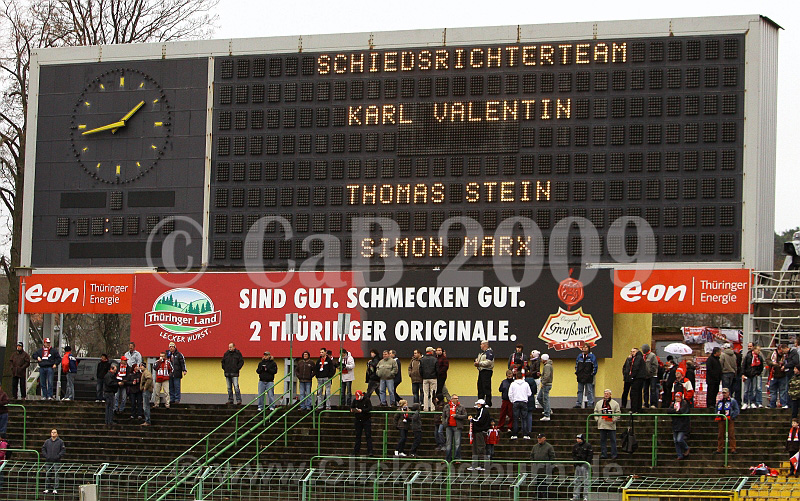 SCHIEDSRICHTERTEAM
KARL VALENTIN
THOMAS STEIN
SIMON MARX
© CaB 2009
e·on Thüringer Energie
Thüringer Land
LECKER WÜRSTE
SIND GUT. SCHMECKEN GUT.
2 THÜRINGER ORIGINALE.
Greußener
e·on Thüringer Energie